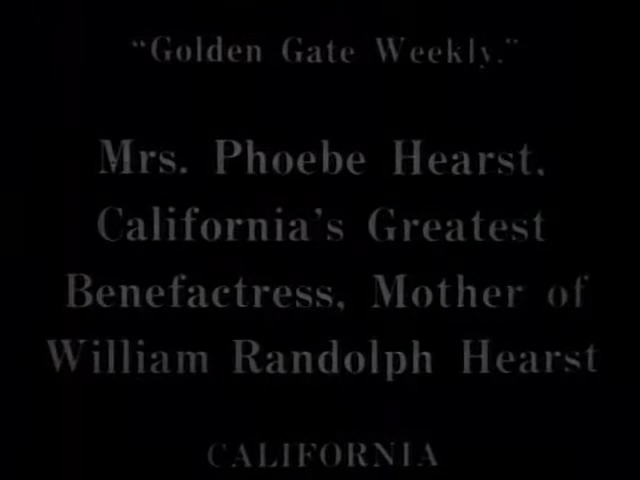 "Golden Gate Weekly."
Mrs. Phoebe Hearst,
California's Greatest
Benefactress, Mother of
William Randolph Hearst
CALIFORNIA